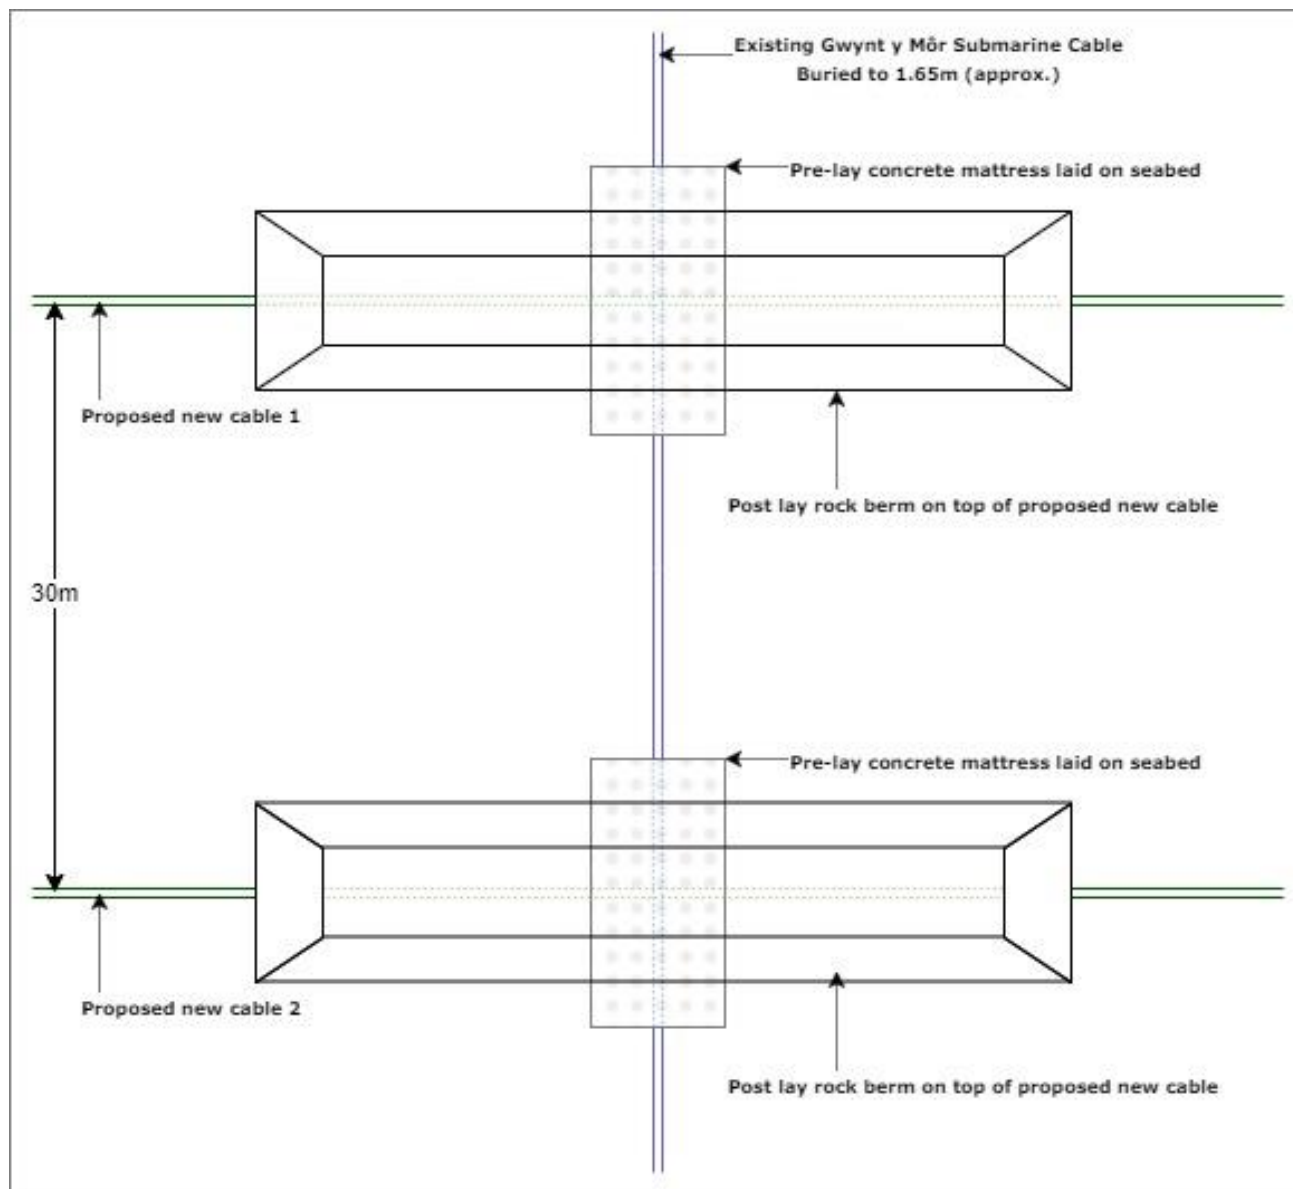 Existing Gwynt y Môr Submarine Cable
Buried to 1.65m (approx.)
Pre-lay concrete mattress laid on seabed
Proposed new cable 1
Post lay rock berm on top of proposed new cable
30m
Pre-lay concrete mattress laid on seabed
Proposed new cable 2
Post lay rock berm on top of proposed new cable